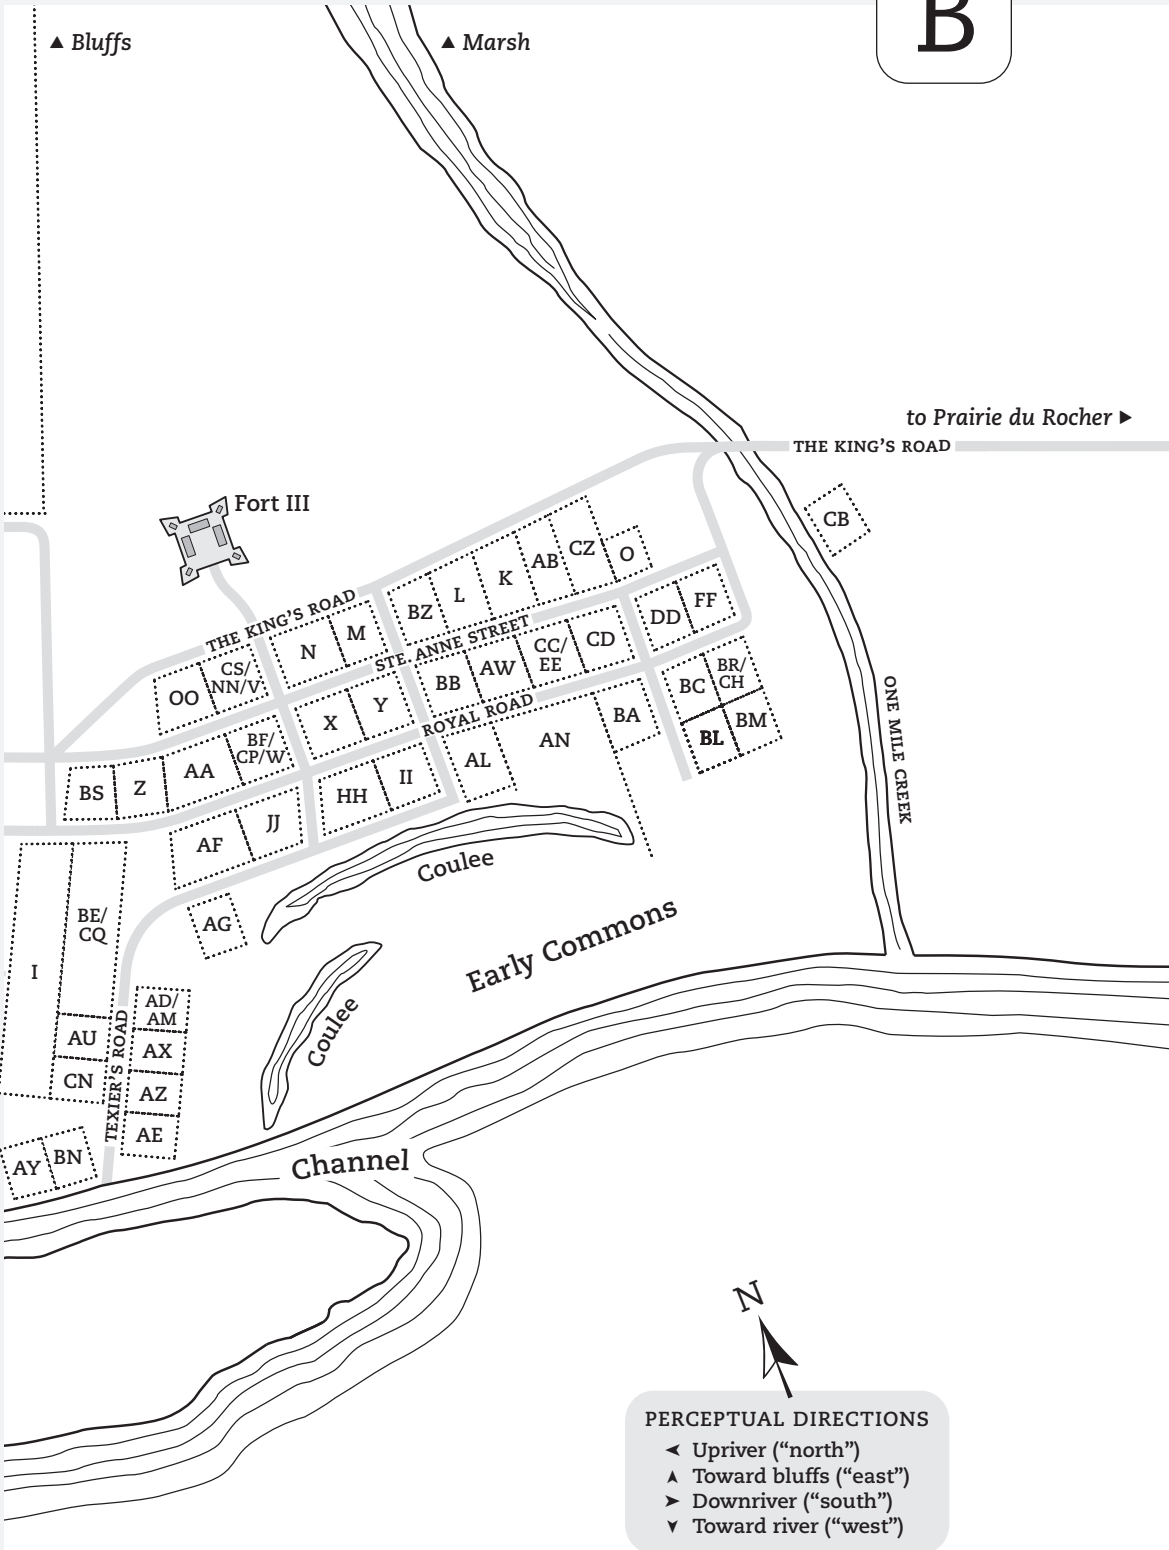 B
▲ Bluffs
▲ Marsh
to Prairie du Rocher ▶
THE KING'S ROAD
CB
Fort III
THE KING'S ROAD
OO
CS/
NN/V
N
M
BZ
L
K
AB
CZ
O
STE. ANNE STREET
BS
Z
AA
BF/
CP/W
X
Y
BB
AW
CC/
EE
CD
DD
FF
ROYAL ROAD
AF
JJ
HH
II
AL
AN
BA
BC
BR/
CH
BL
BM
ONE MILE CREEK
Coulee
AG
Early Commons
I
BE/
CQ
AU
CN
TEXIER'S ROAD
AD/
AM
AX
AZ
AE
Coulee
AY
BN
Channel
N
PERCEPTUAL DIRECTIONS
Upriver (“north”)
Toward bluffs (“east”)
Downriver (“south”)
Toward river (“west”)